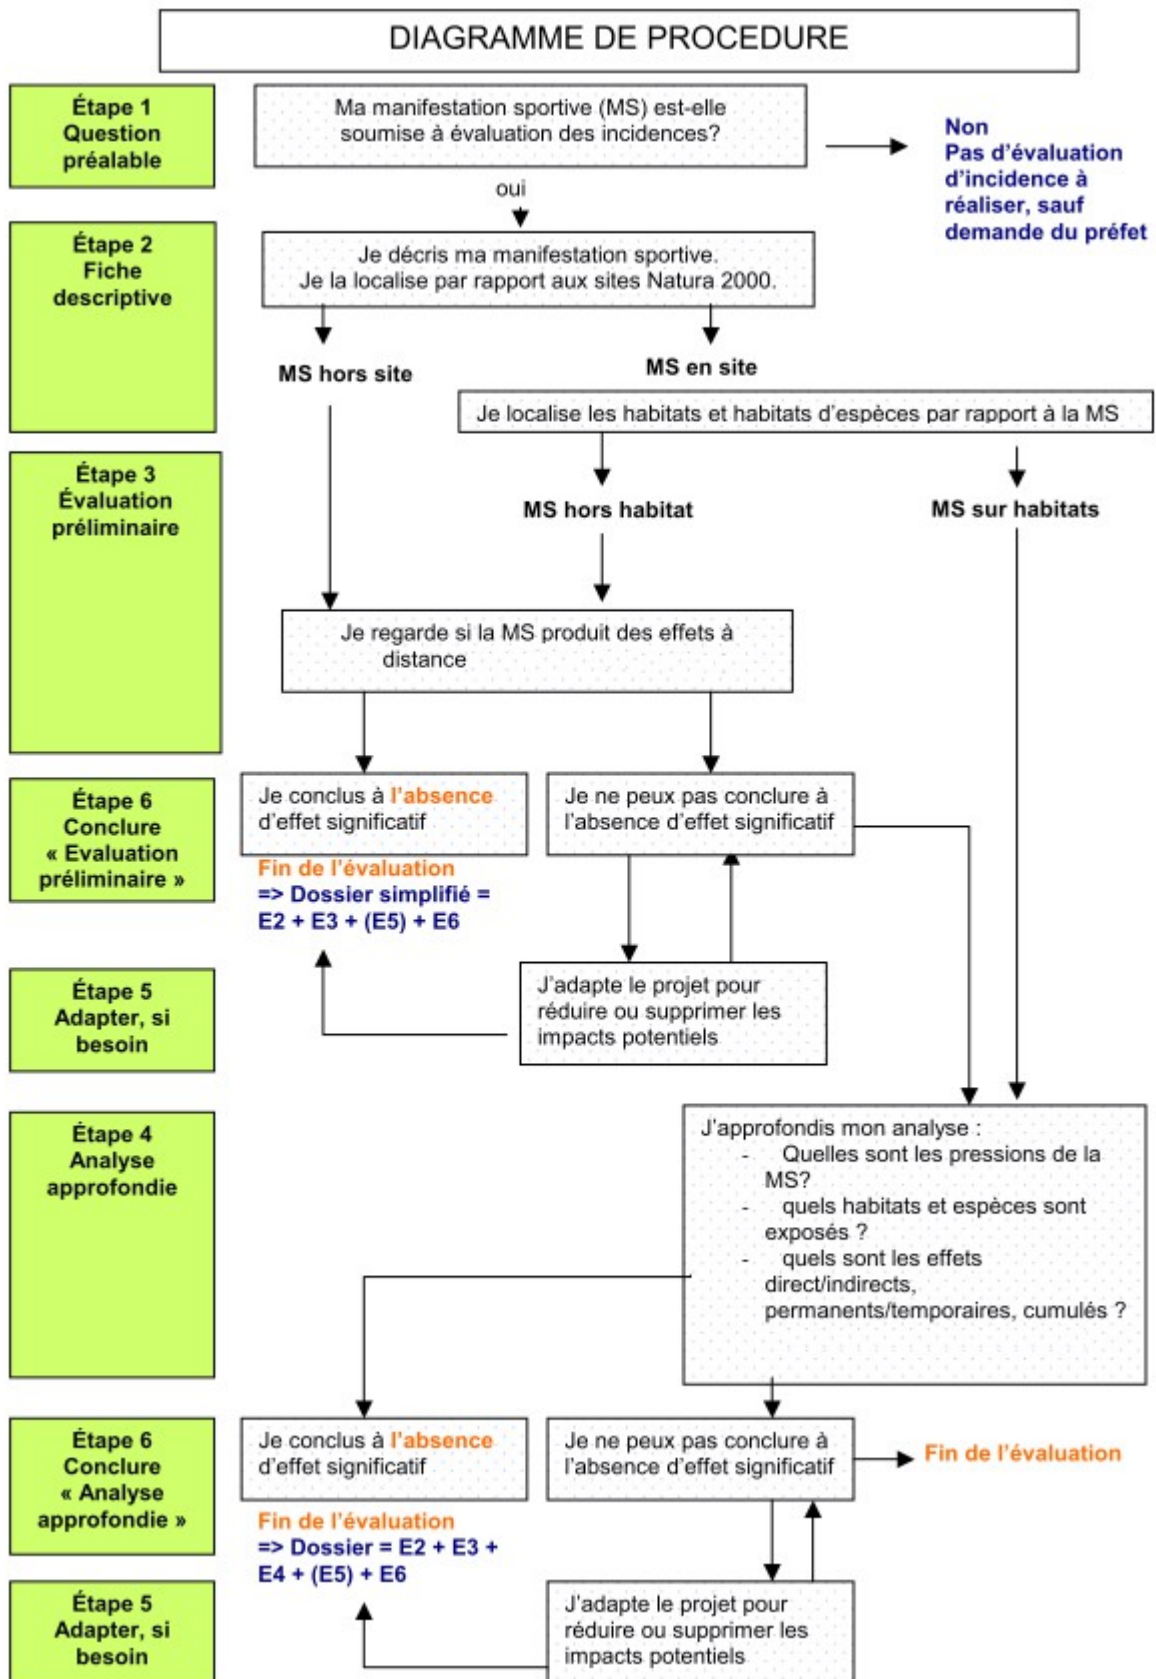 DIAGRAMME DE PROCEDURE
Étape 1
Question
préalable
Ma manifestation sportive (MS) est-elle
soumise à évaluation des incidences?
Non
Pas d'évaluation
d'incidence à
réaliser, sauf
demande du préfet
oui
Étape 2
Fiche
descriptive
Je décris ma manifestation sportive.
Je la localise par rapport aux sites Natura 2000.
MS hors site
MS en site
Je localise les habitats et habitats d'espèces par rapport à la MS
Étape 3
Évaluation
préliminaire
MS hors habitat
MS sur habitats
Je regarde si la MS produit des effets à
distance
Étape 6
Conclure
« Evaluation
préliminaire »
Je conclus à l'absence
d'effet significatif
Fin de l'évaluation
=> Dossier simplifié =
E2 + E3 + (E5) + E6
Je ne peux pas conclure à
l'absence d'effet significatif
Étape 5
Adapter, si
besoin
J'adapte le projet pour
réduire ou supprimer les
impacts potentiels
Étape 4
Analyse
approfondie
J'approfondis mon analyse :
- Quelles sont les pressions de la
MS?
- quels habitats et espèces sont
exposés ?
- quels sont les effets
direct/indirects,
permanents/temporaires, cumulés ?
Étape 6
Conclure
« Analyse
approfondie »
Je conclus à l'absence
d'effet significatif
Fin de l'évaluation
=> Dossier = E2 + E3 +
E4 + (E5) + E6
Je ne peux pas conclure à
l'absence d'effet significatif
Fin de l'évaluation
Étape 5
Adapter, si
besoin
J'adapte le projet pour
réduire ou supprimer les
impacts potentiels